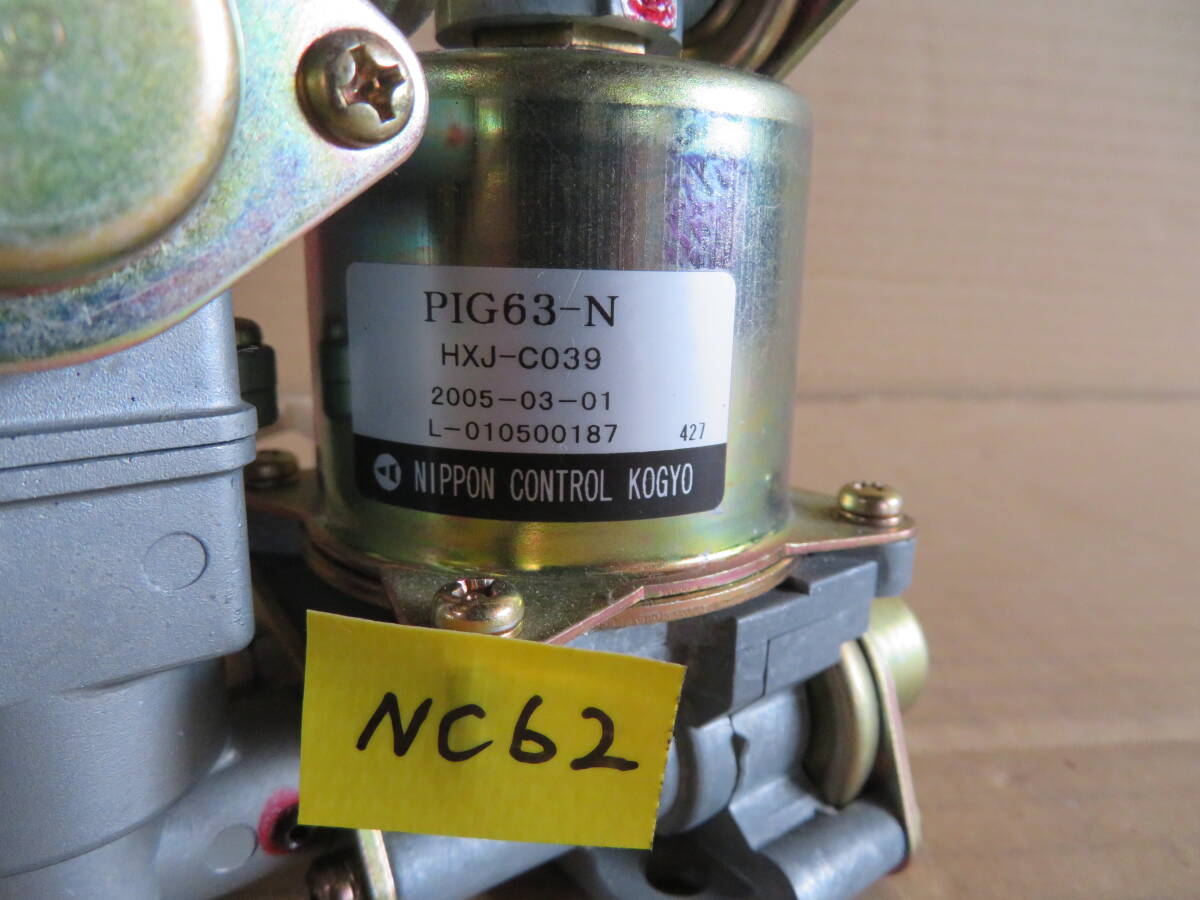 PIG63-N
HXJ-C039
2005-03-01
L-010500187 427
NIPPON CONTROL KOGYO
NC62